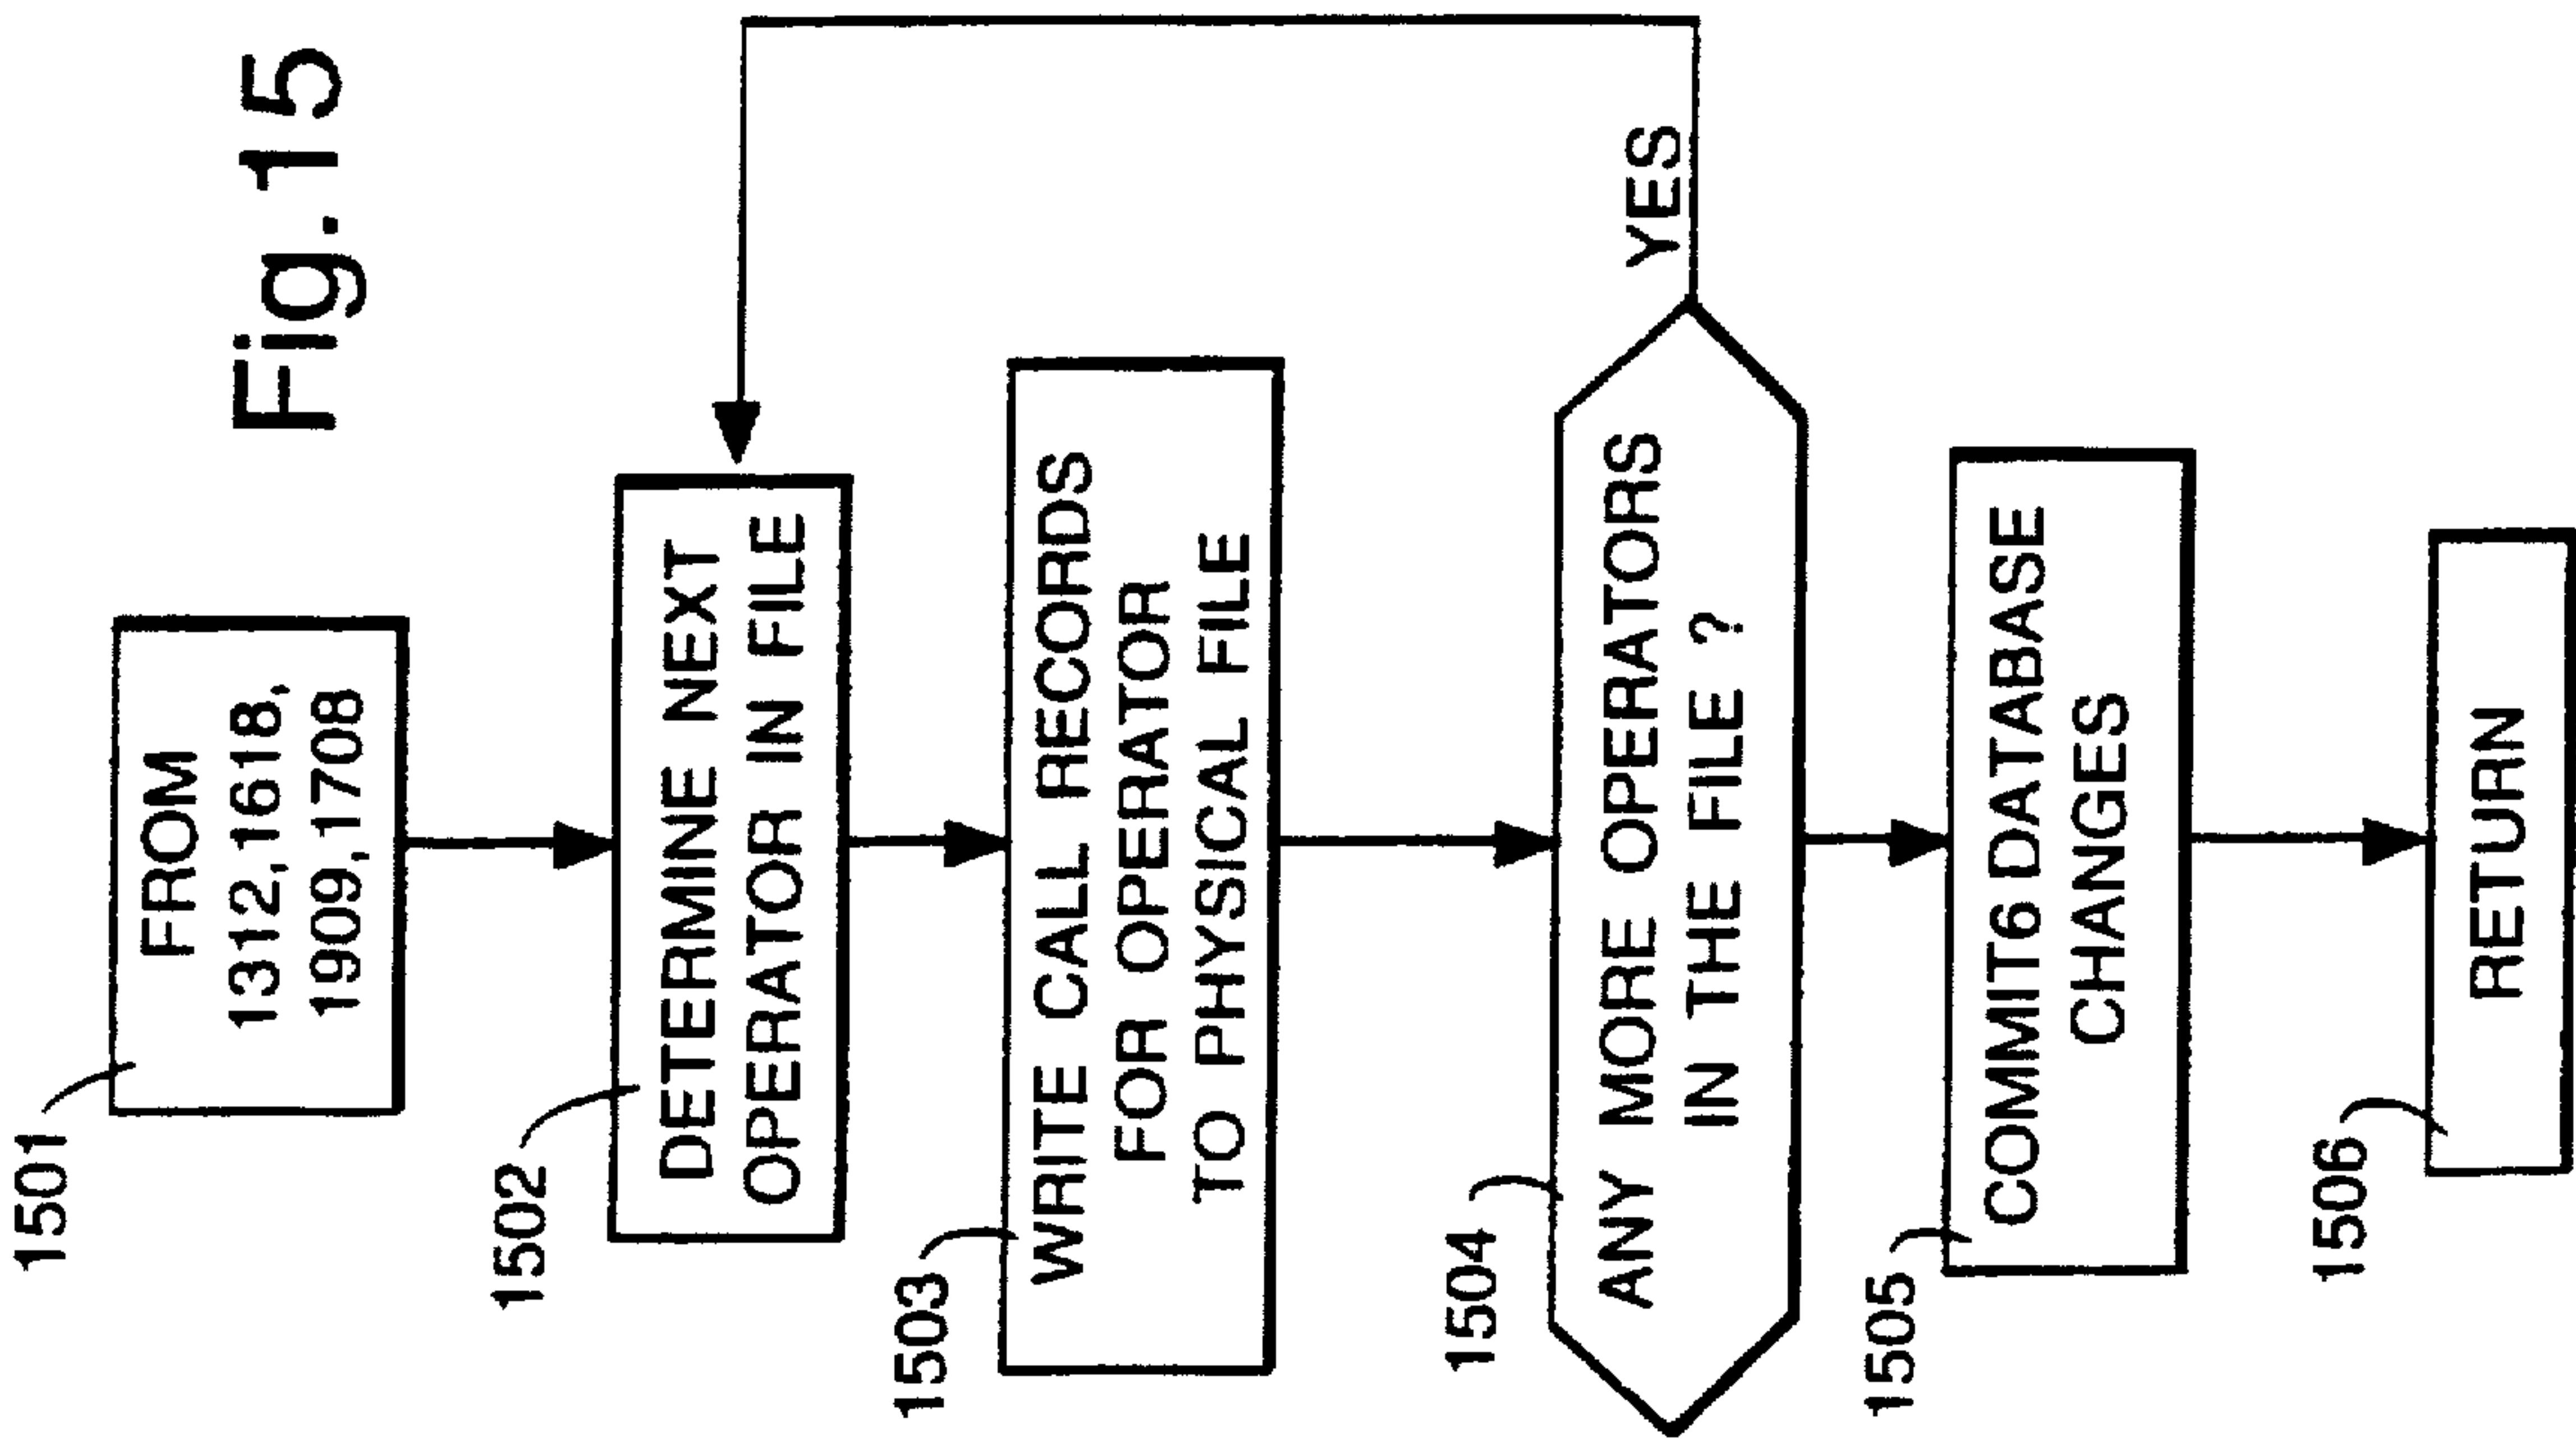 Fig.15
1501
FROM
1312,1618,
1909,1708
1502
DETERMINE NEXT
OPERATOR IN FILE
1503
WRITE CALL RECORDS
FOR OPERATOR
TO PHYSICAL FILE
1504
ANY MORE OPERATORS
IN THE FILE ?
YES
1505
COMMIT6 DATABASE
CHANGES
1506
RETURN